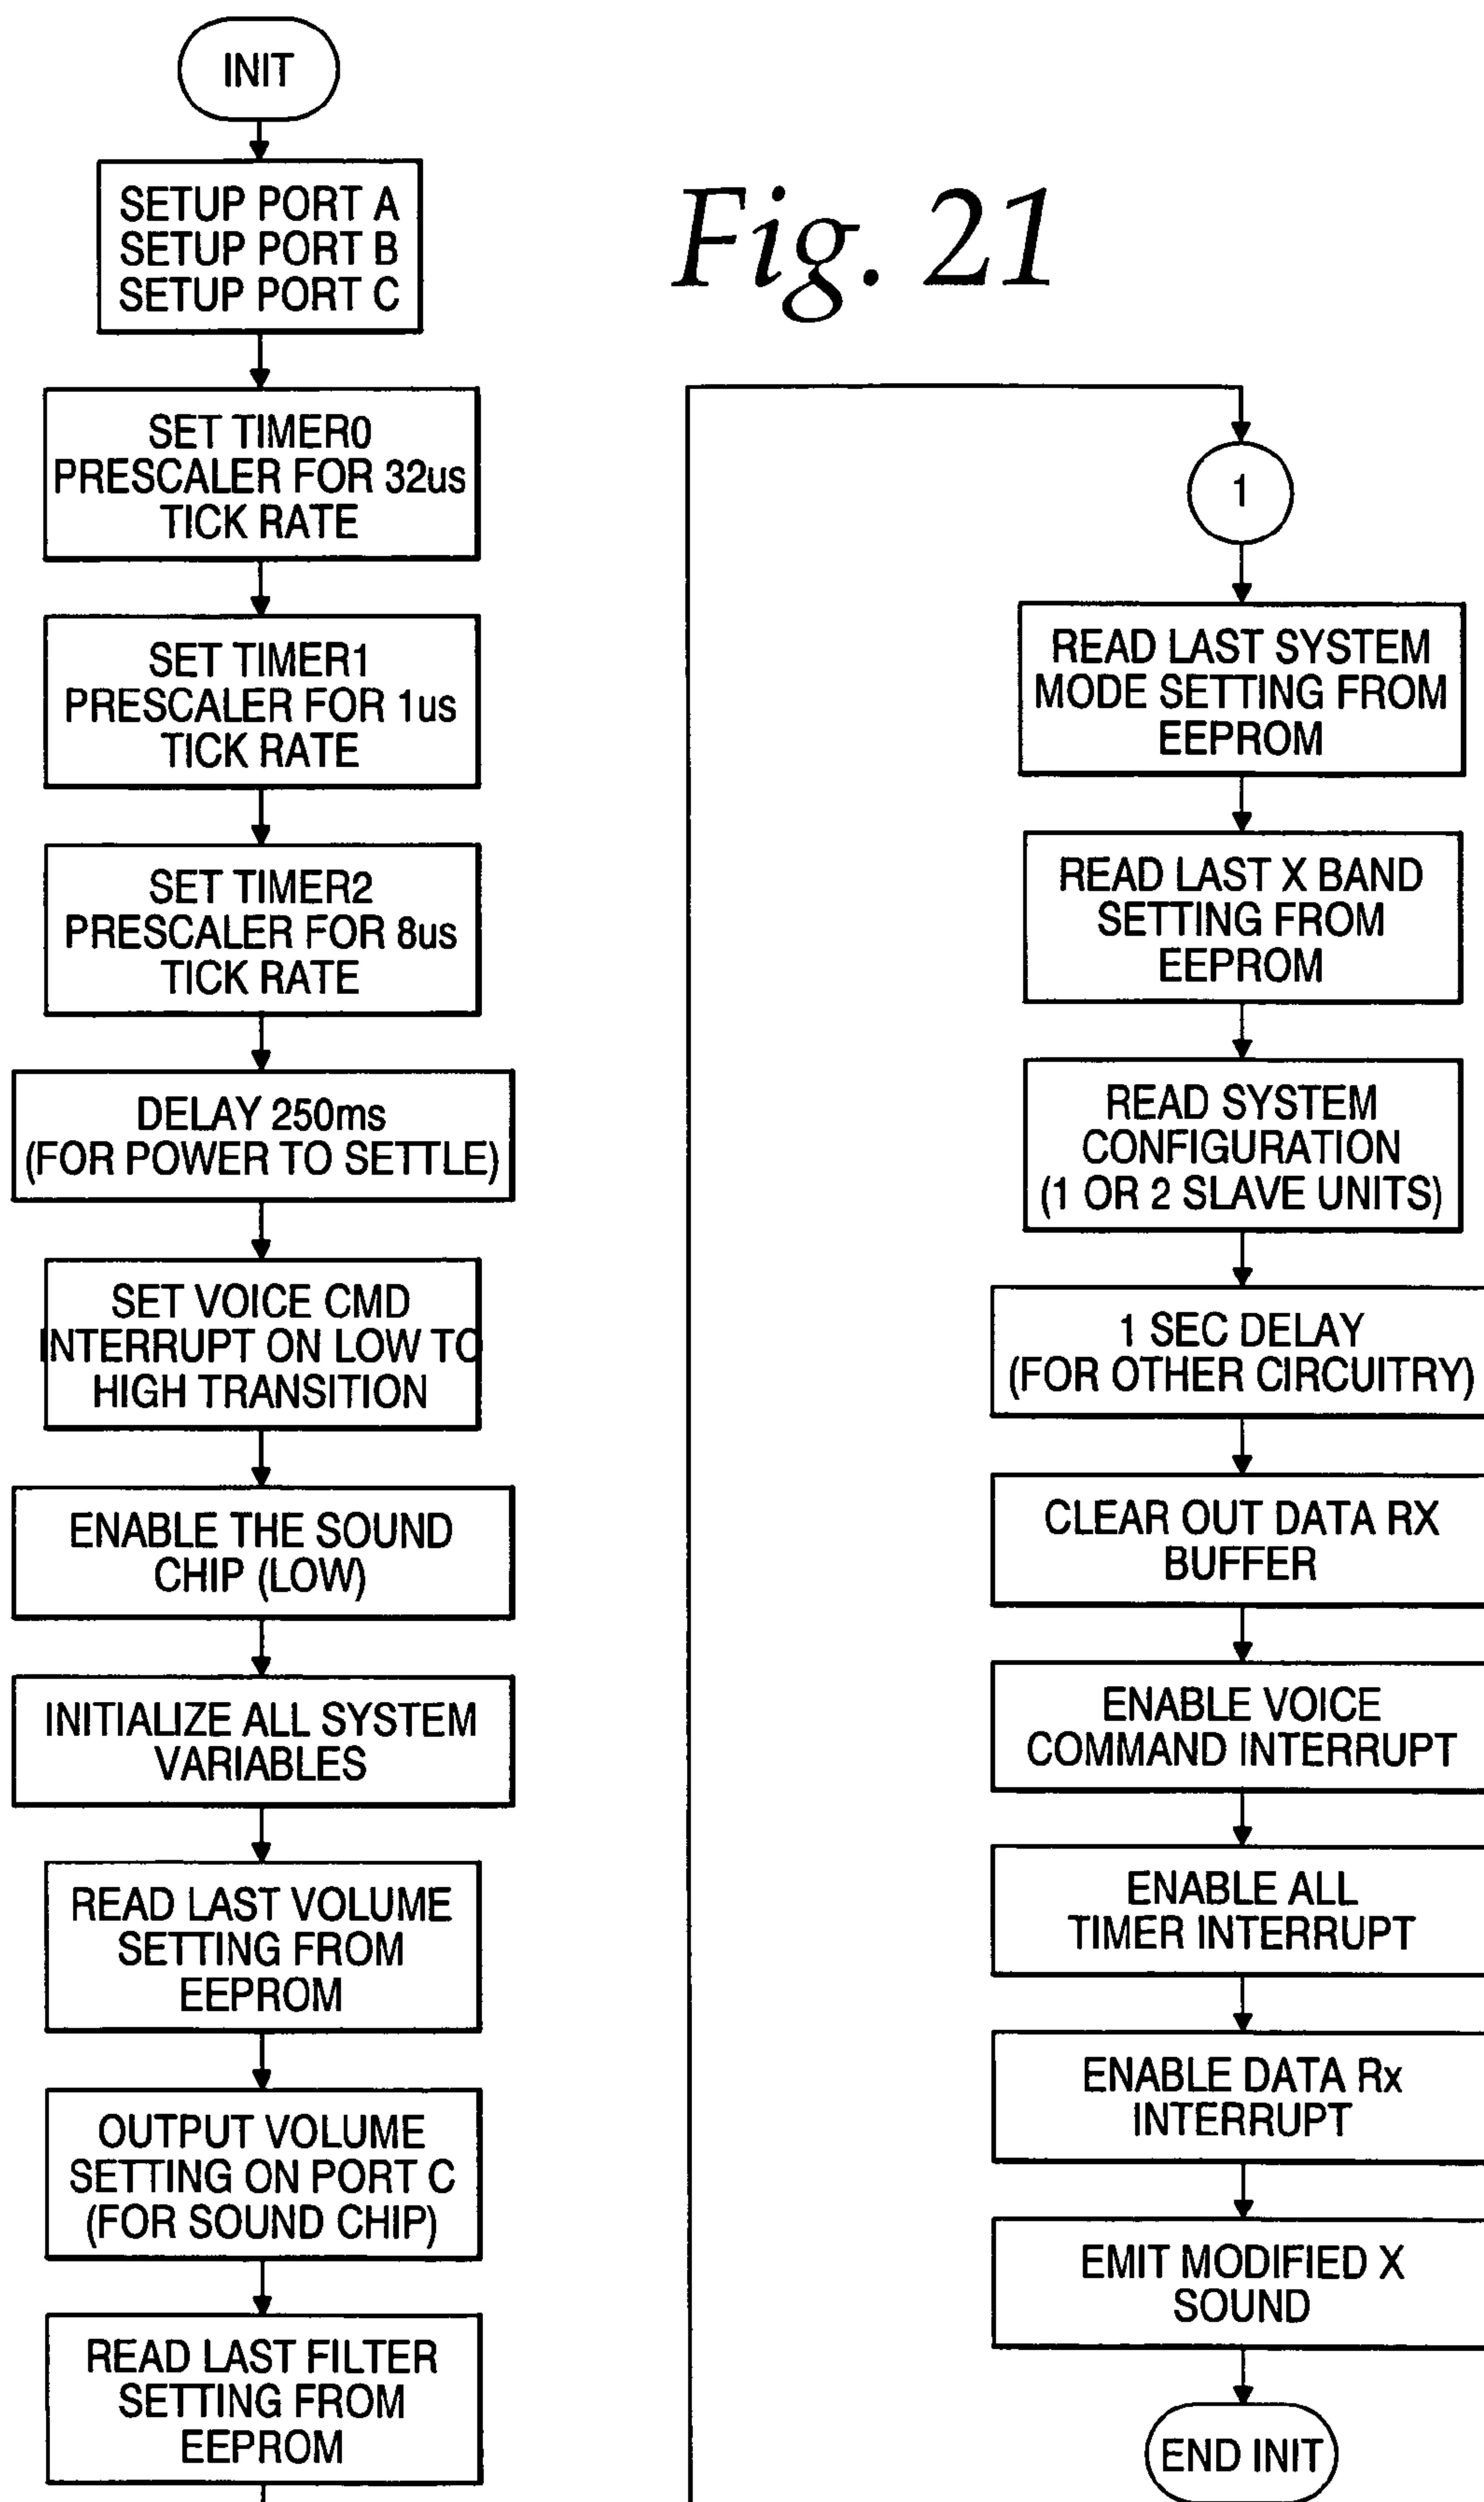 INIT
SETUP PORT A
SETUP PORT B
SETUP PORT C
SET TIMER0
PRESCALER FOR 32us
TICK RATE
SET TIMER1
PRESCALER FOR 1us
TICK RATE
SET TIMER2
PRESCALER FOR 8us
TICK RATE
DELAY 250ms
(FOR POWER TO SETTLE)
SET VOICE CMD
INTERRUPT ON LOW TO
HIGH TRANSITION
ENABLE THE SOUND
CHIP (LOW)
INITIALIZE ALL SYSTEM
VARIABLES
READ LAST VOLUME
SETTING FROM
EEPROM
OUTPUT VOLUME
SETTING ON PORT C
(FOR SOUND CHIP)
READ LAST FILTER
SETTING FROM
EEPROM
Fig. 21
1
READ LAST SYSTEM
MODE SETTING FROM
EEPROM
READ LAST X BAND
SETTING FROM
EEPROM
READ SYSTEM
CONFIGURATION
(1 OR 2 SLAVE UNITS)
1 SEC DELAY
(FOR OTHER CIRCUITRY)
CLEAR OUT DATA RX
BUFFER
ENABLE VOICE
COMMAND INTERRUPT
ENABLE ALL
TIMER INTERRUPT
ENABLE DATA Rx
INTERRUPT
EMIT MODIFIED X
SOUND
END INIT